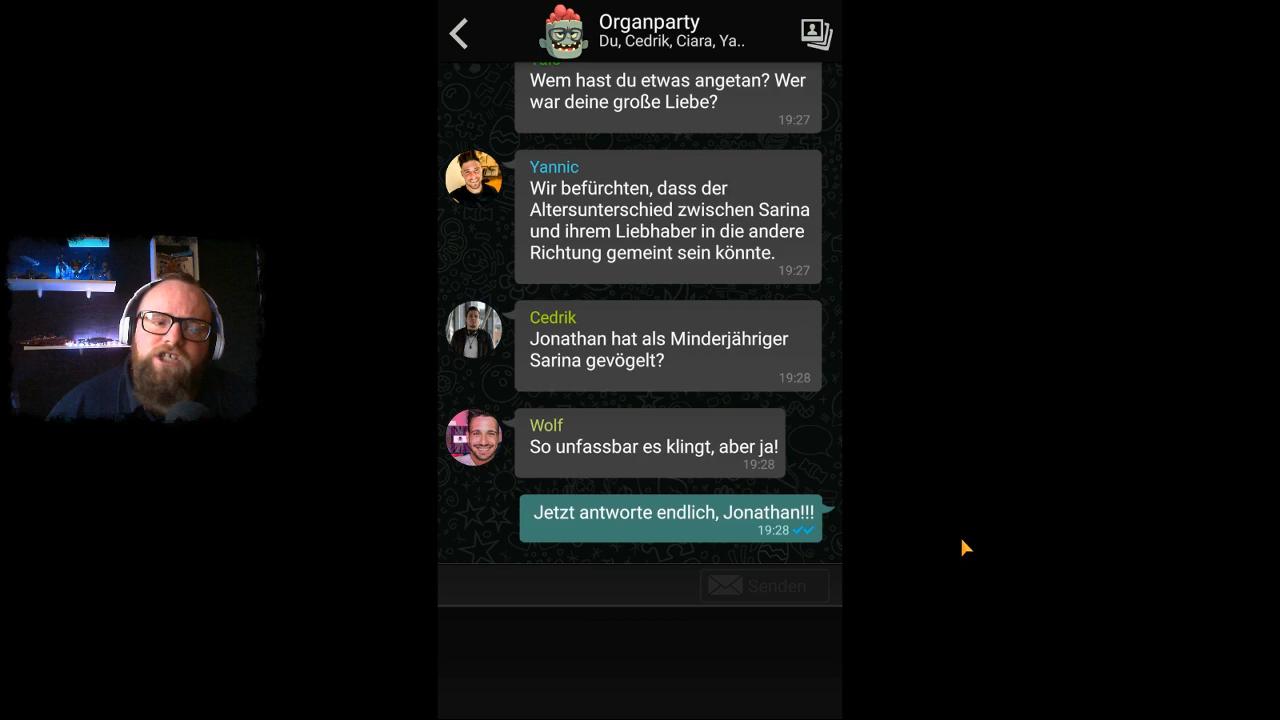 Organparty
Du, Cedrik, Ciara, Ya..
Wem hast du etwas angetan? Wer
war deine große Liebe?
19:27
Yannic
Wir befürchten, dass der
Altersunterschied zwischen Sarina
und ihrem Liebhaber in die andere
Richtung gemeint sein könnte.
19:27
Cedrik
Jonathan hat als Minderjähriger
Sarina gevögelt?
19:28
Wolf
So unfassbar es klingt, aber ja!
19:28
Jetzt antworte endlich, Jonathan!!!
19:28
Senden